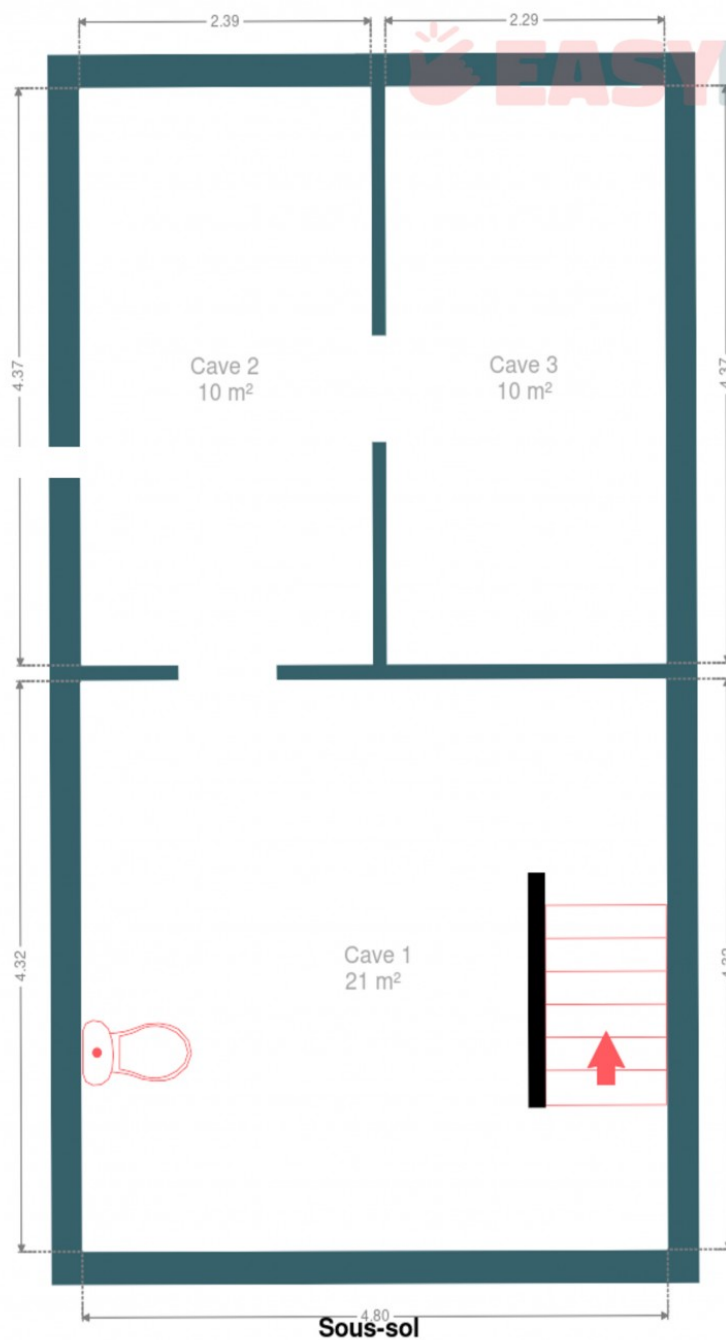 2.39
2.29
EASY
4.37
4.37
Cave 2
10 m²
Cave 3
10 m²
4.32
Cave 1
21 m²
4.80
Sous-sol